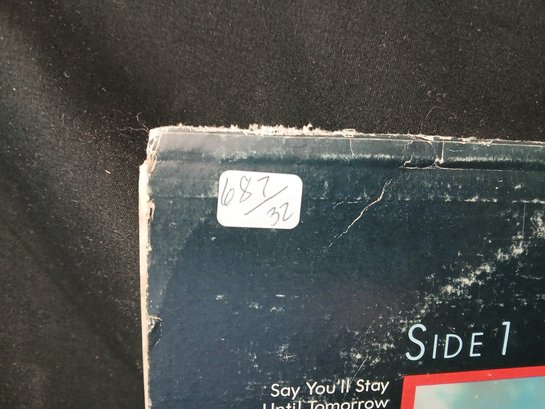 687/32
SIDE 1
Say You'll Stay
Until Tomorrow